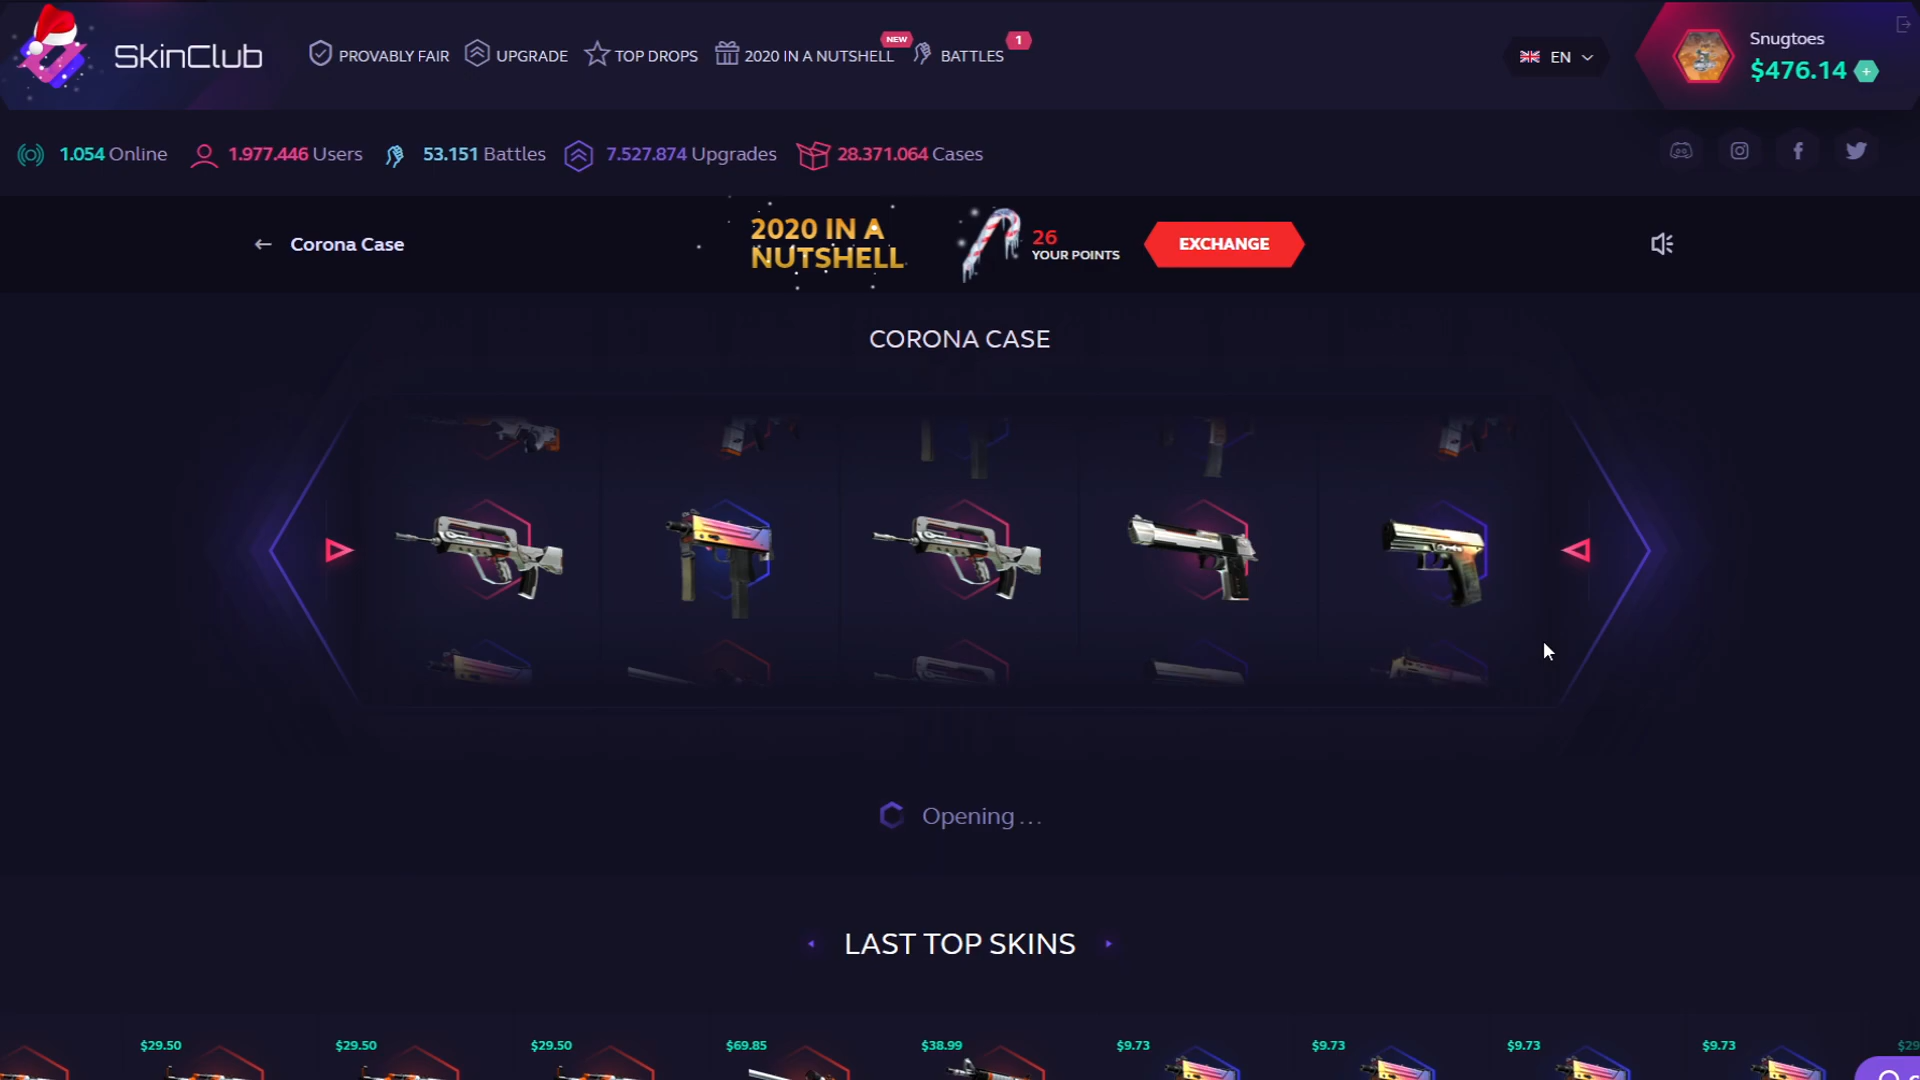 SkinClub
PROVABLY FAIR
UPGRADE
TOP DROPS
2020 IN A NUTSHELL
NEW
BATTLES
1
EN
Snugtoes
$476.14
+
1.054 Online
1.977.446 Users
53.151 Battles
7.527.874 Upgrades
28.371.064 Cases
← Corona Case
2020 IN A
NUTSHELL
26
YOUR POINTS
EXCHANGE
CORONA CASE
Opening...
LAST TOP SKINS
$29.50
$29.50
$29.50
$69.85
$38.99
$9.73
$9.73
$9.73
$9.73